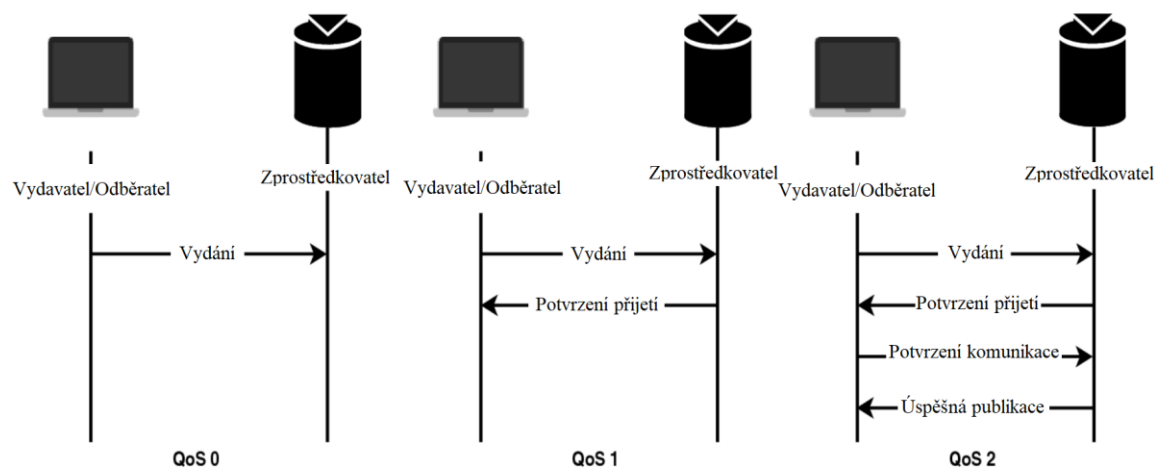 Vydavatel/Odběratel
Zprostředkovatel
Vydání
QoS 0
Vydavatel/Odběratel
Zprostředkovatel
Vydání
Potvrzení přijetí
QoS 1
Vydavatel/Odběratel
Zprostředkovatel
Vydání
Potvrzení přijetí
Potvrzení komunikace
Úspěšná publikace
QoS 2